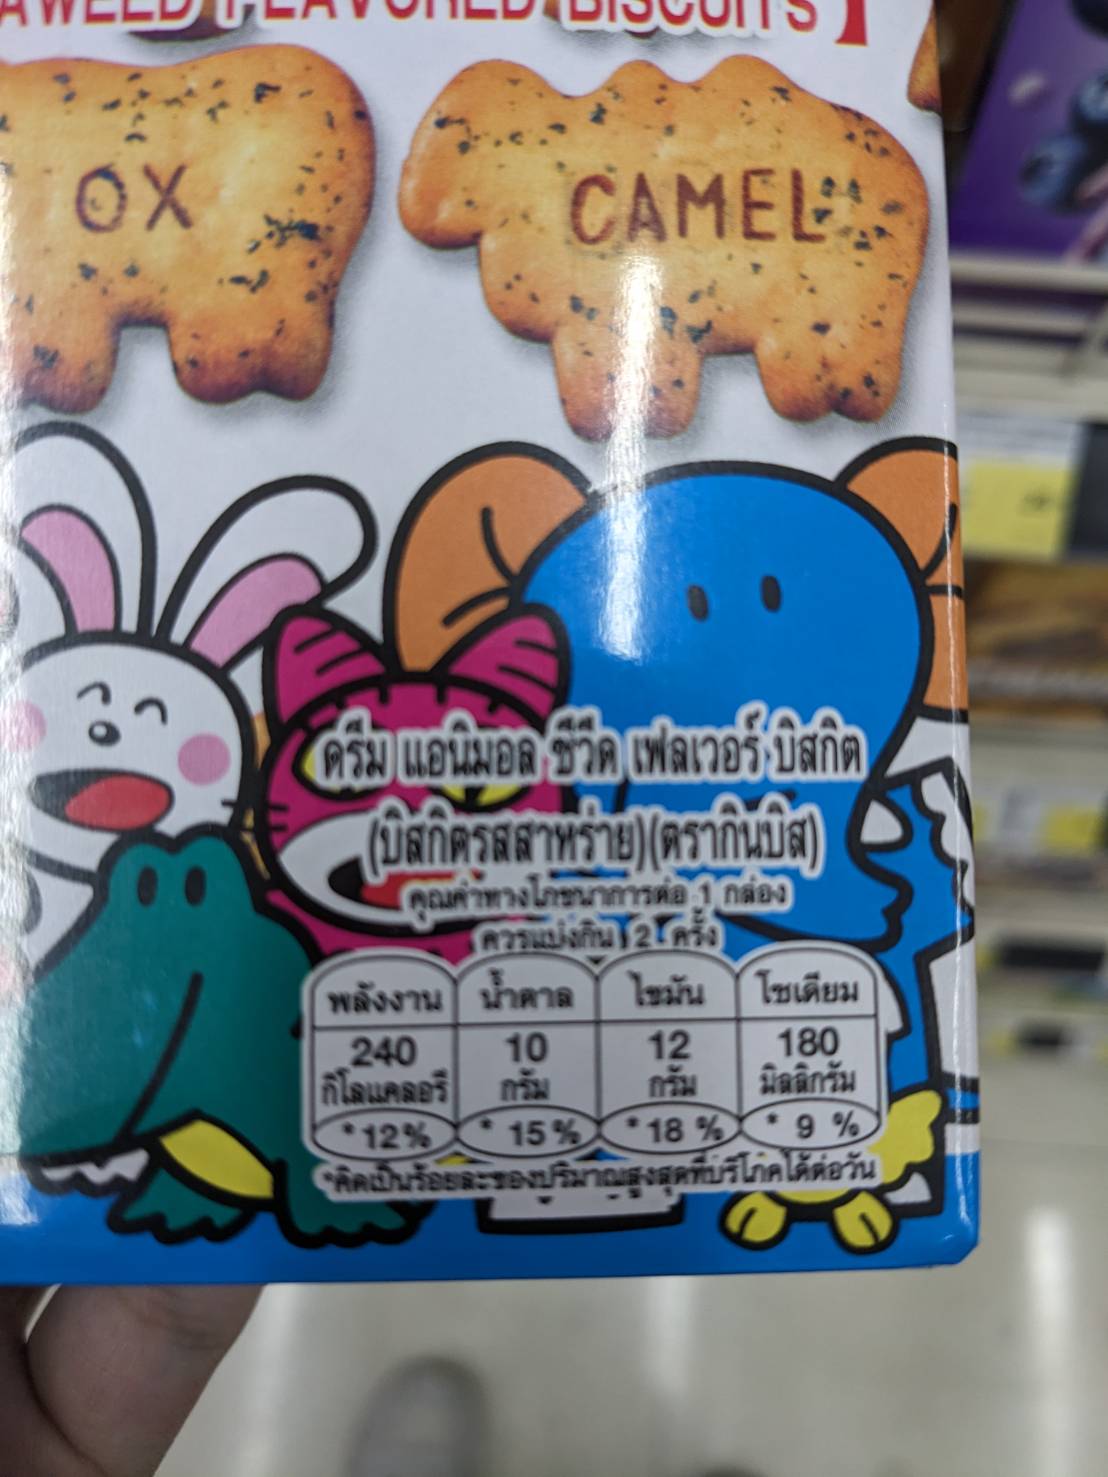 AWEED FLAVORED BISCUITS】
OX
CAMEL
ดรีม แอนิมอล ซีวีด เฟลเวอร์ บิสกิต
(บิสกิตรสสาหร่าย)(ตรากินบิส)
คุณค่าทางโภชนาการต่อ 1 กล่อง
ควรแบ่งกิน 2 ครั้ง
พลังงาน น้ำตาล ไขมัน โซเดียม
240 10 12 180
กิโลแคลอรี กรัม กรัม มิลลิกรัม
*12% *15% *18% *9%
*คิดเป็นร้อยละของปริมาณสูงสุดที่บริโภคได้ต่อวัน